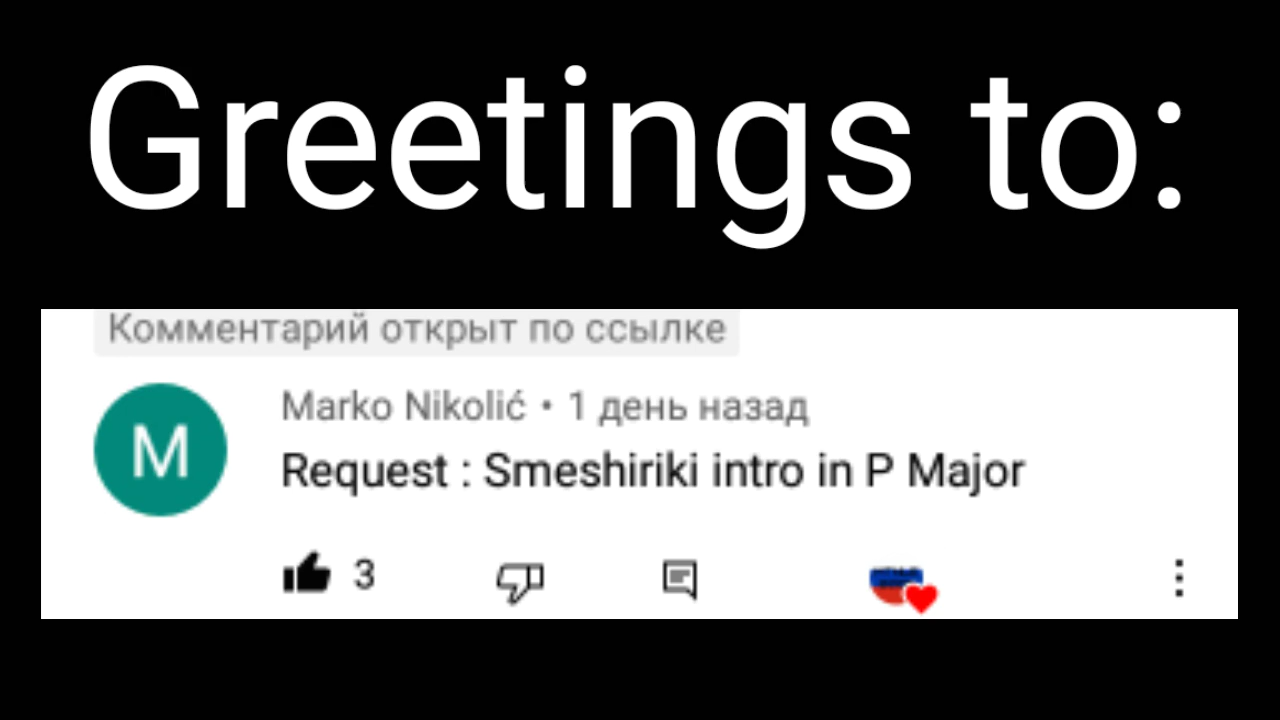 Greetings to:
Комментарий открыт по ссылке
M
Marko Nikolić • 1 день назад
Request : Smeshiriki intro in P Major
3